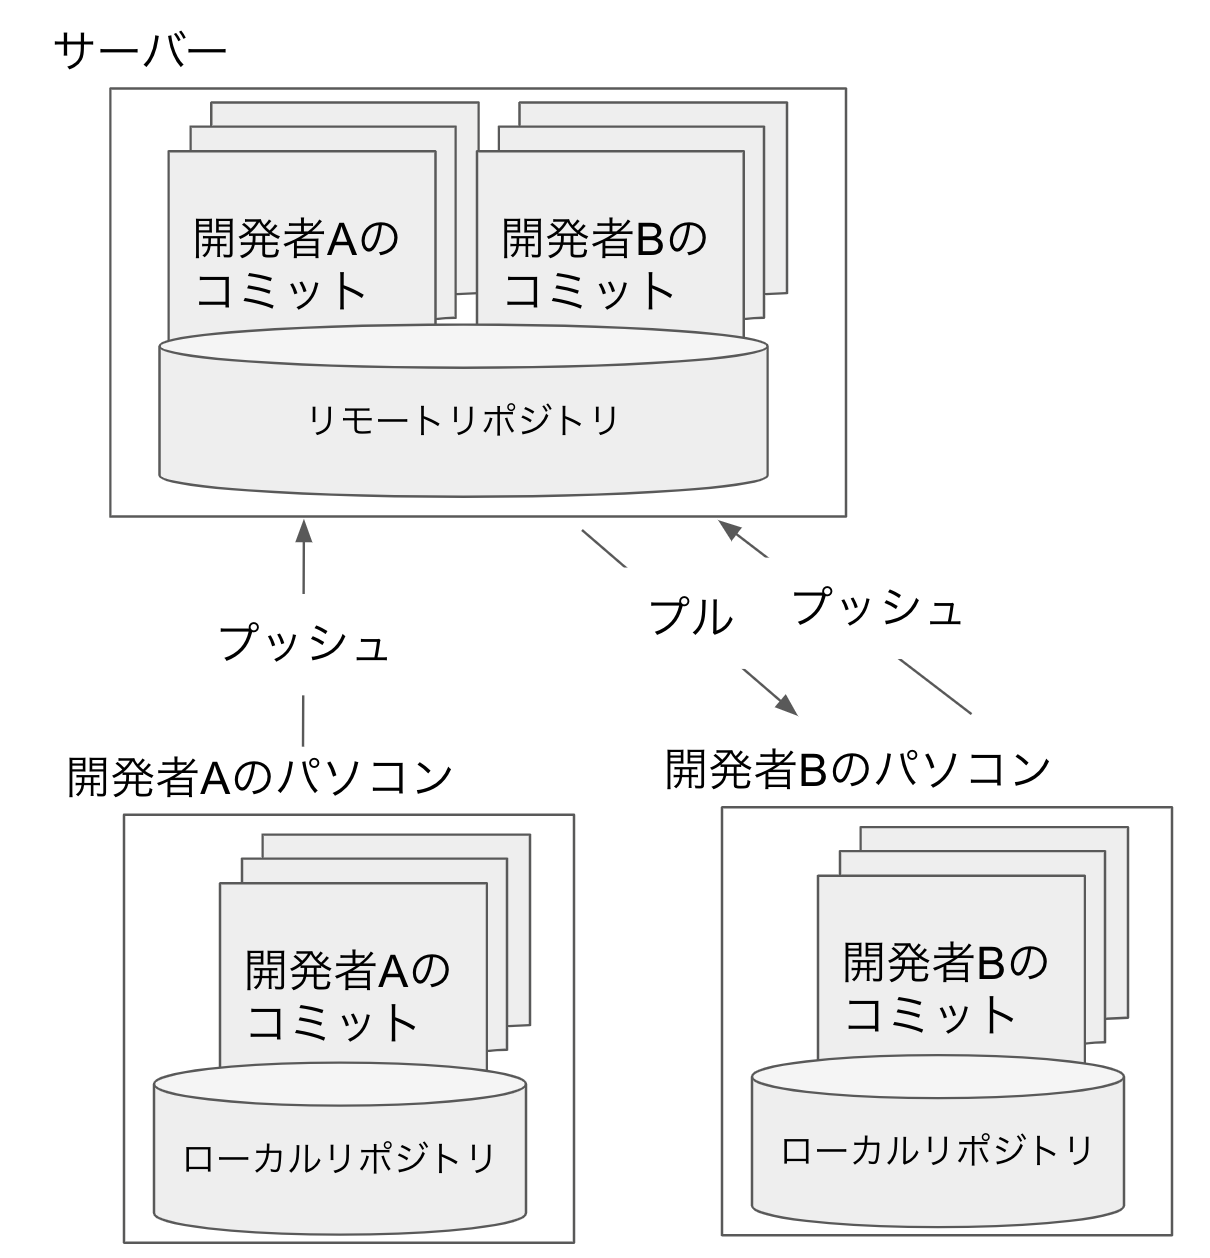 サーバー
開発者Aの
コミット
開発者Bの
コミット
リモートリポジトリ
プッシュ
プル
プッシュ
開発者Aのパソコン
開発者Bのパソコン
開発者Aの
コミット
開発者Bの
コミット
ローカルリポジトリ
ローカルリポジトリ